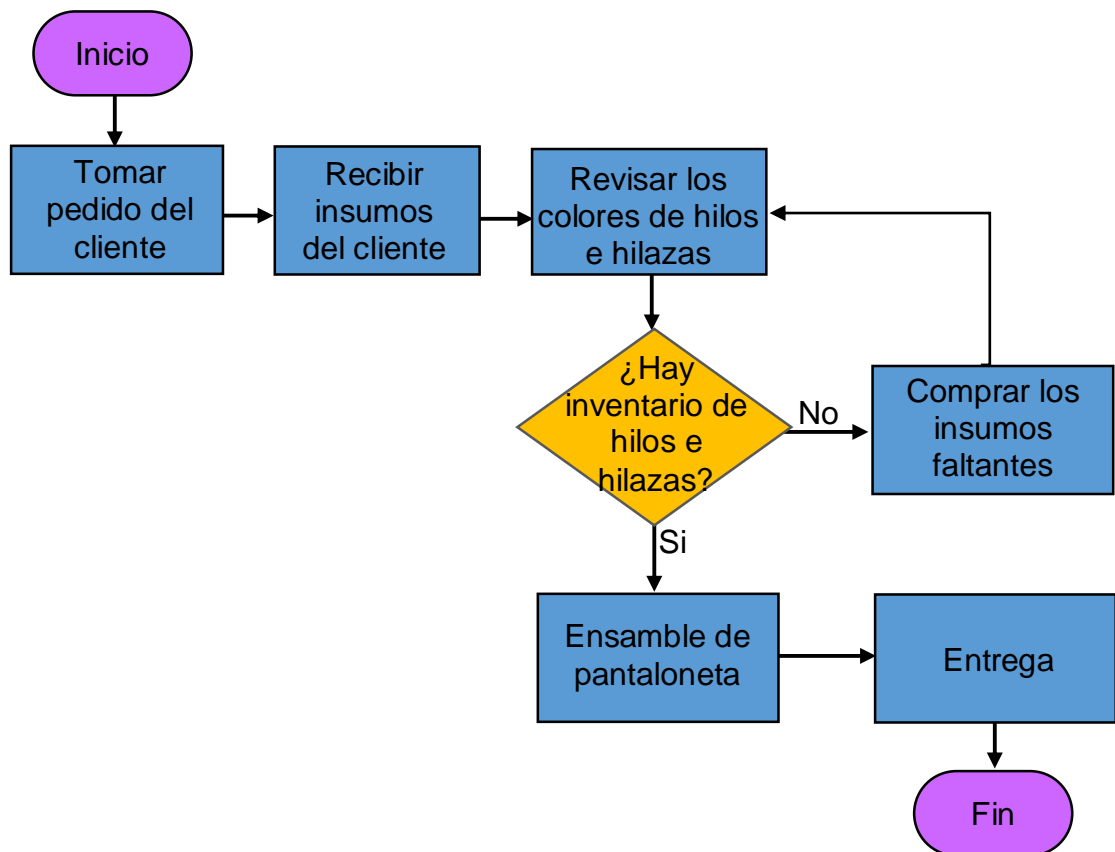 Inicio
Tomar
pedido del
cliente
Recibir
insumos
del cliente
Revisar los
colores de hilos
e hilazas
¿Hay
inventario de
hilos e
hilazas?
No
Comprar los
insumos
faltantes
Si
Ensamble de
pantaloneta
Entrega
Fin